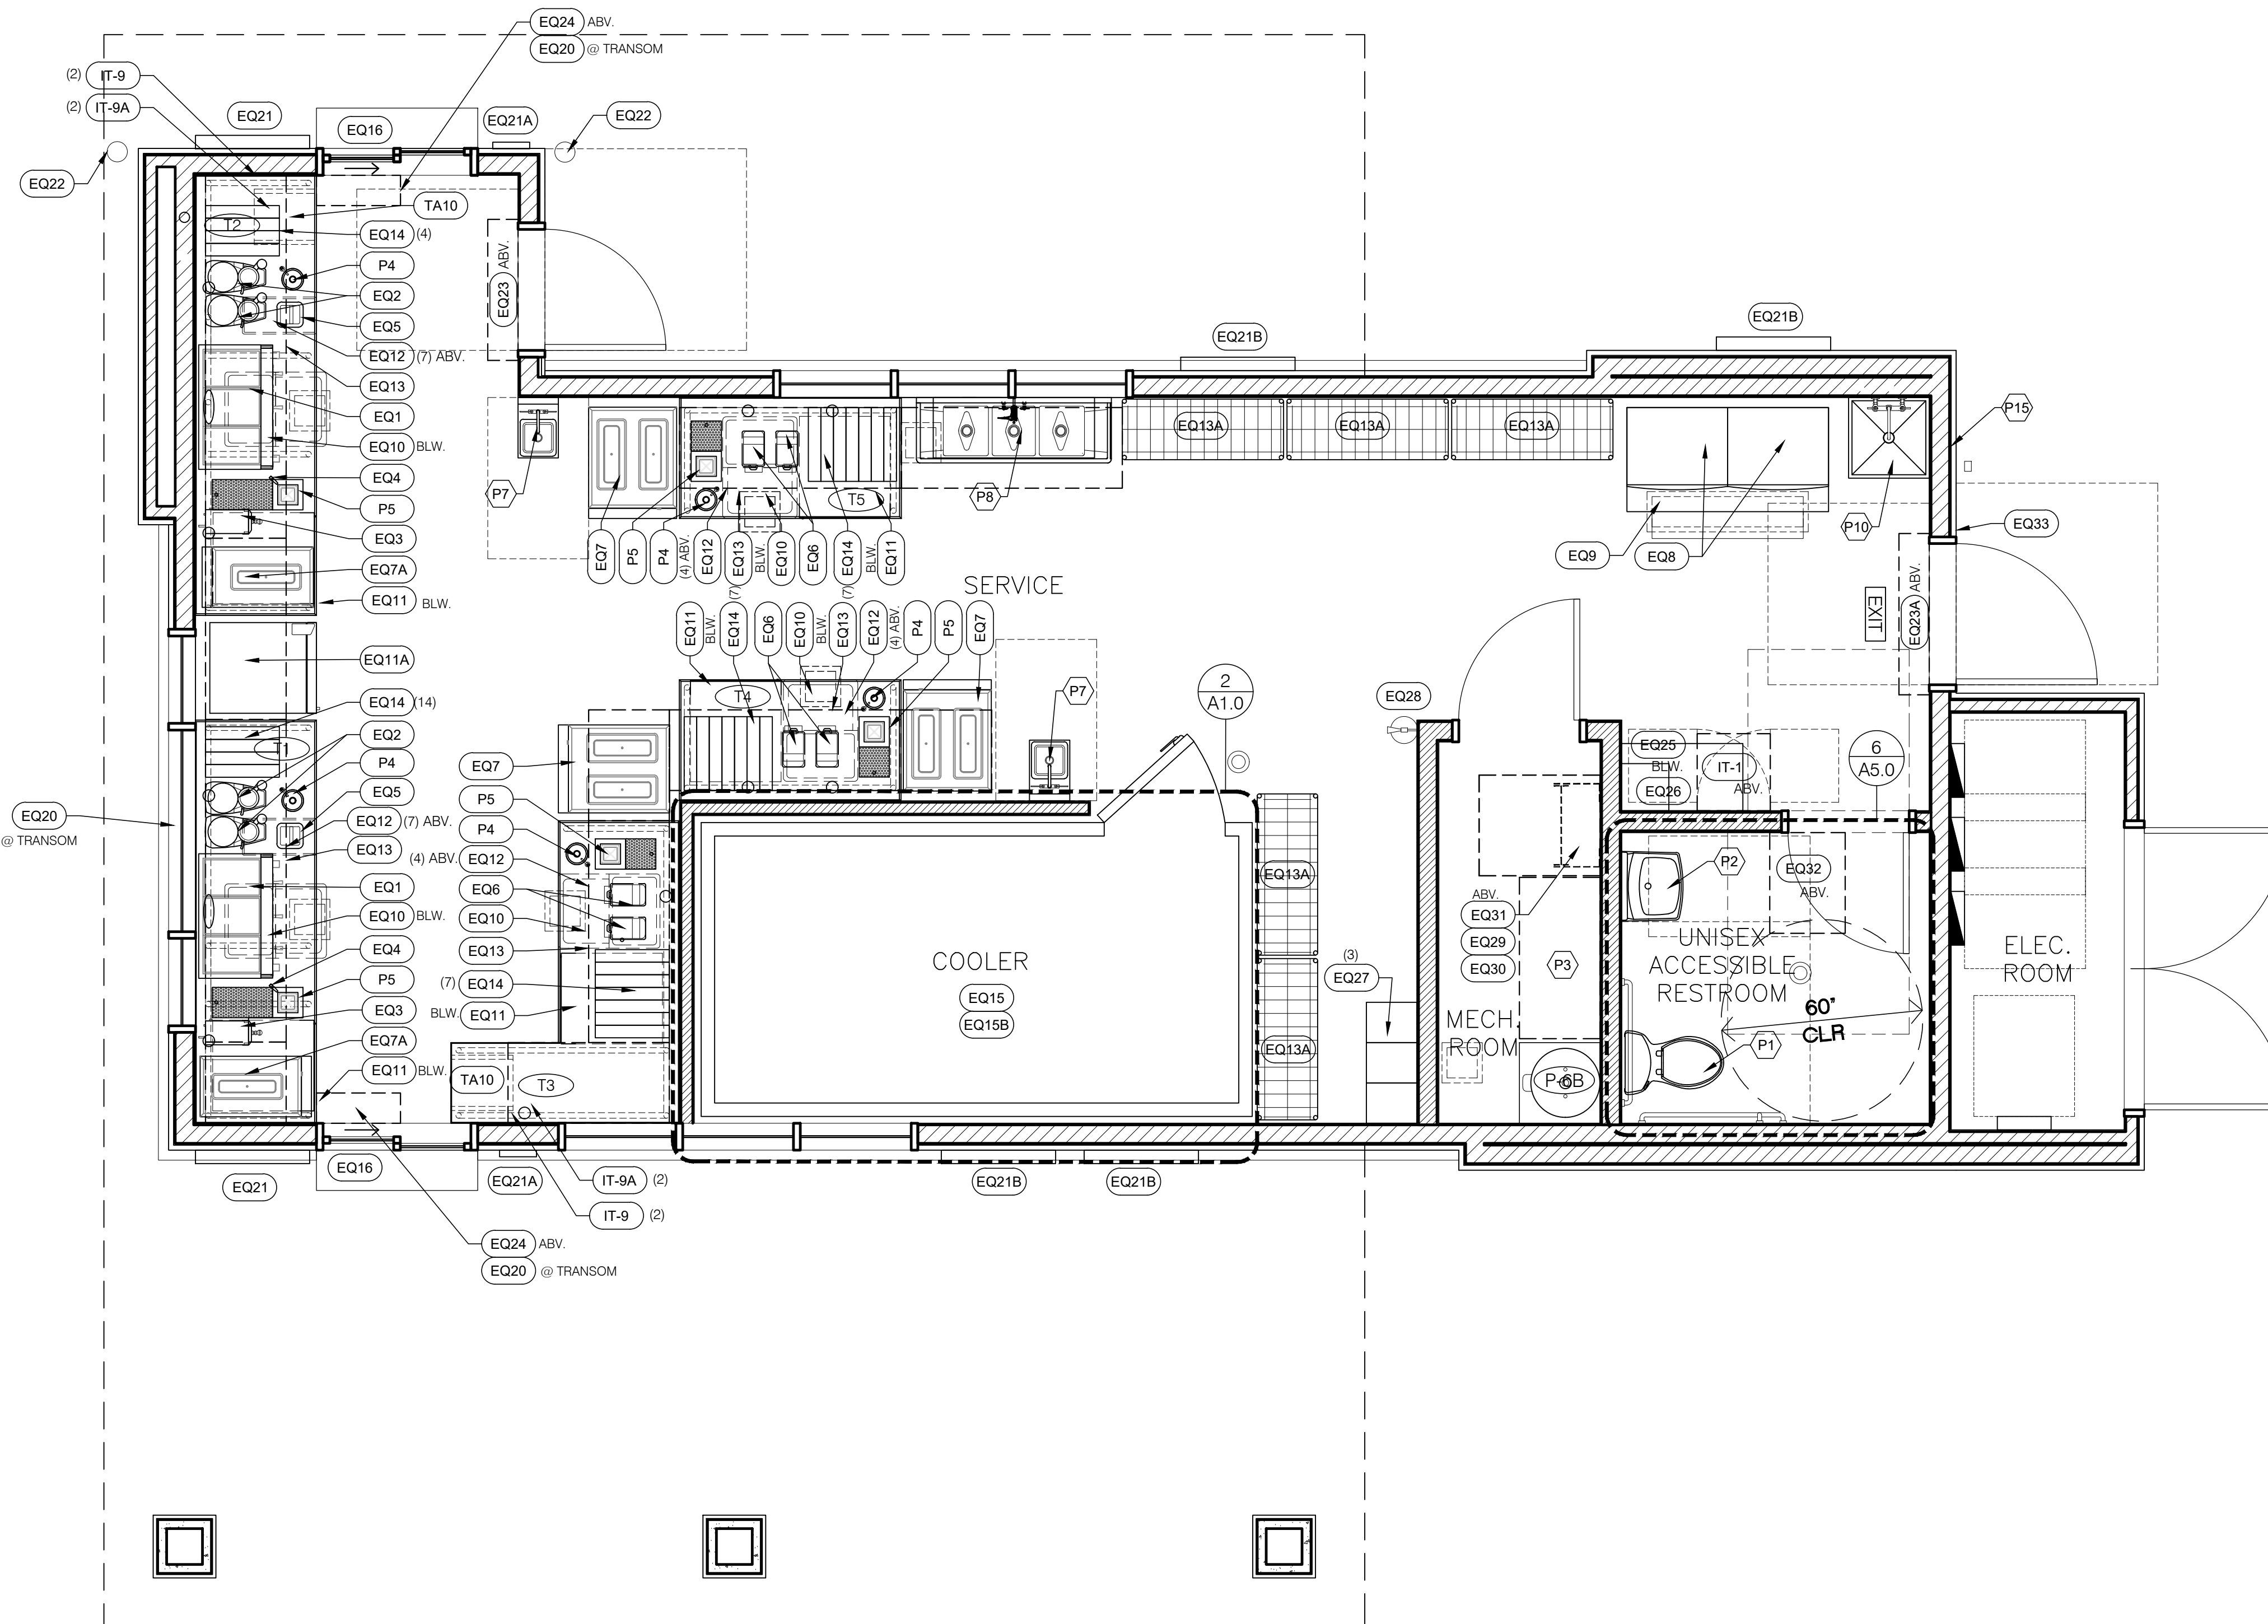 EQ24 ABV.
EQ20 @ TRANSOM
(2) IT-9
(2) IT-9A
EQ21
EQ16
EQ21A
EQ22
EQ22
TA10
T2
EQ14 (4)
P4
EQ2
EQ5
EQ12 (7) ABV.
EQ13
EQ1
EQ10 BLW.
EQ4
P5
EQ3
EQ7A
EQ11 BLW.
EQ11A
EQ14 (14)
T1
EQ2
P4
EQ5
EQ12 (7) ABV.
EQ13
EQ1
EQ10 BLW.
EQ4
P5
EQ3
EQ7A
EQ11 BLW.
EQ20
@ TRANSOM
EQ21
EQ16
EQ21A
EQ24 ABV.
EQ20 @ TRANSOM
IT-9A (2)
IT-9 (2)
EQ23 ABV.
P7
EQ21B
EQ21B
T5
P8
EQ13A
EQ13A
EQ13A
EQ7
P5
P4
(4) ABV.
EQ12
EQ13
(7)
BLW.
EQ10
EQ6
EQ14
(7)
BLW.
EQ11
SERVICE
EQ11
BLW.
EQ14
EQ6
EQ10
BLW.
EQ13
EQ12
(4) ABV.
P4
P5
EQ7
T4
P7
2
A1.0
EQ7
P5
P4
(4) ABV. EQ12
EQ6
EQ10
EQ13
(7) EQ14
BLW. EQ11
TA10
T3
COOLER
EQ15
EQ15B
EQ13A
EQ13A
EQ21B
EQ21B
P15
P10
EQ33
EQ9
EQ8
EXIT
EQ23A ABV.
EQ28
EQ25
BLW.
EQ26
IT-1
ABV.
6
A5.0
(3)
EQ27
ABV.
EQ31
EQ29
EQ30
P3
MECH.
ROOM
P-6B
P2
EQ32
ABV.
UNISEX
ACCESSIBLE
RESTROOM
60"
CLR
P1
ELEC.
ROOM